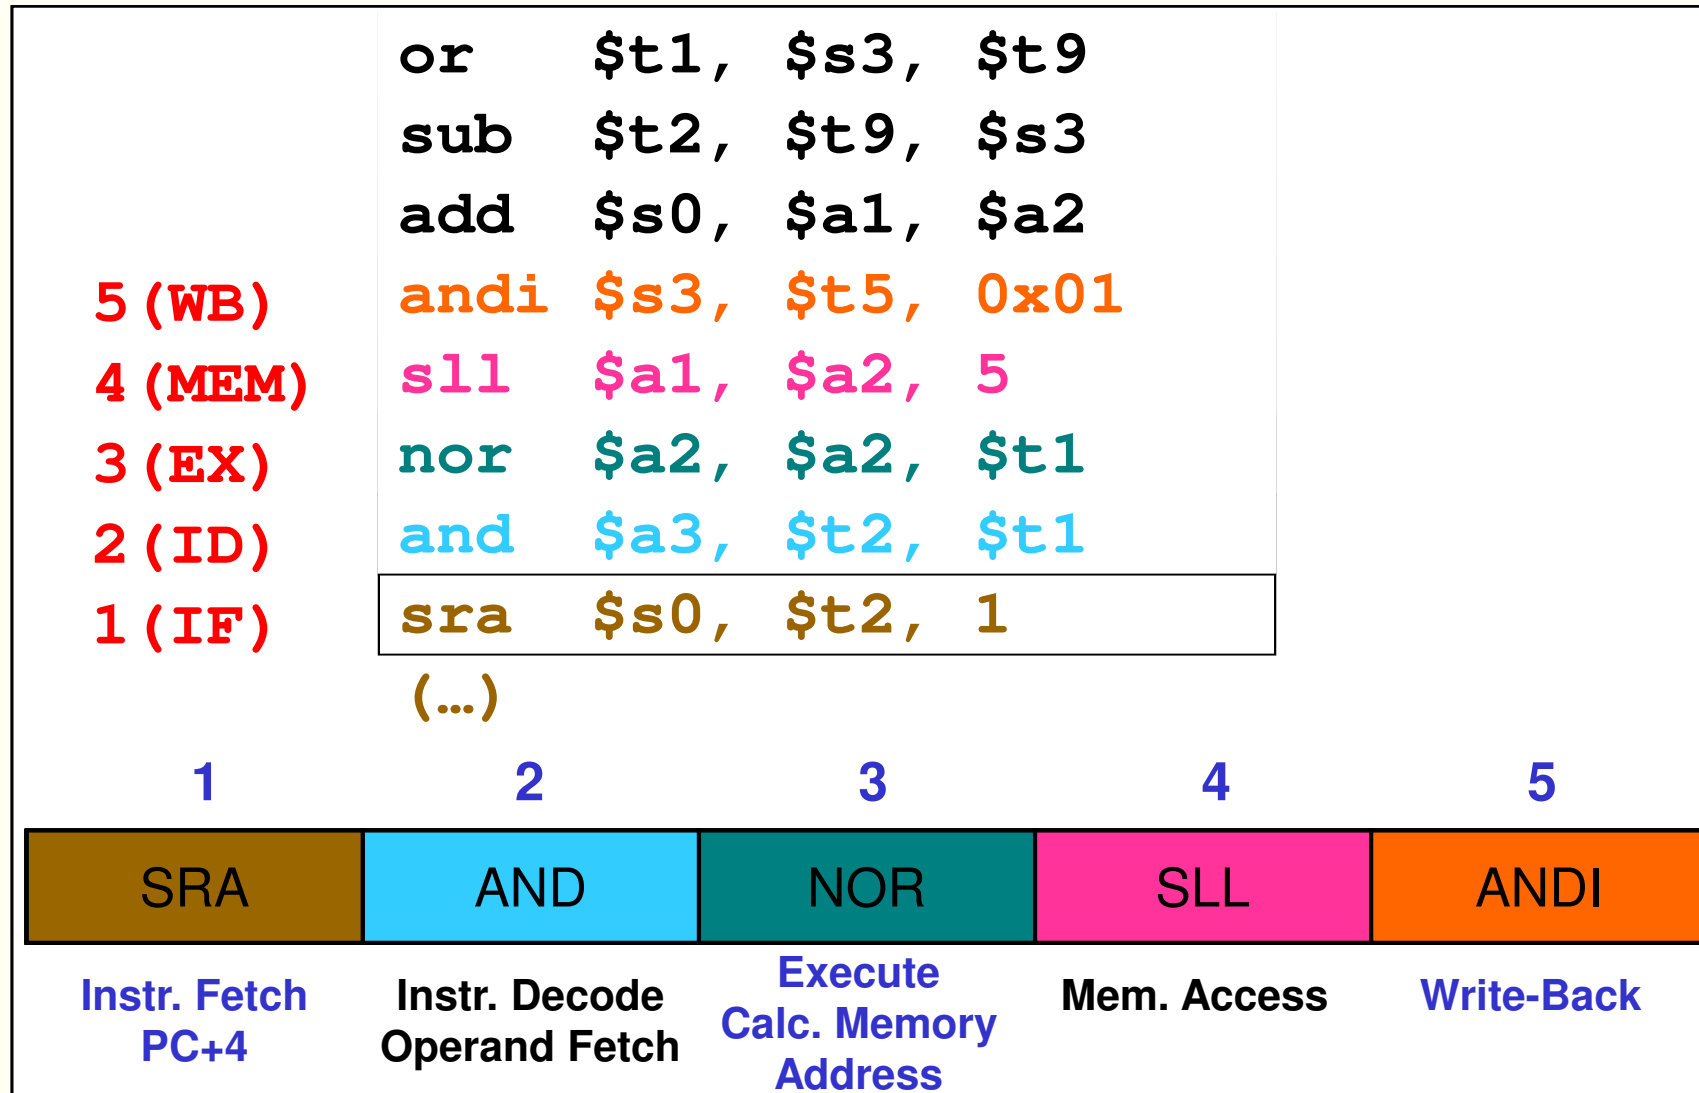 or $t1, $s3, $t9
sub $t2, $t9, $s3
add $s0, $a1, $a2
5 (WB) andi $s3, $t5, 0x01
4 (MEM) sll $a1, $a2, 5
3 (EX) nor $a2, $a2, $t1
2 (ID) and $a3, $t2, $t1
1 (IF) sra $s0, $t2, 1
(…)
1 2 3 4 5
SRA AND NOR SLL ANDI
Instr. Fetch
PC+4
Instr. Decode
Operand Fetch
Execute
Calc. Memory
Address
Mem. Access
Write-Back